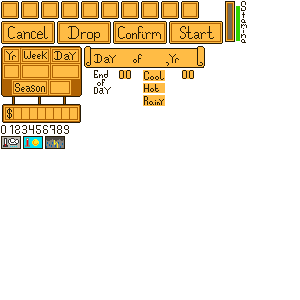 Cancel Drop Confirm Start
Yr Week Day
Day of ,Yr
End of Day
00 Cool 00
Hot
Rainy
Season
$
0123456789